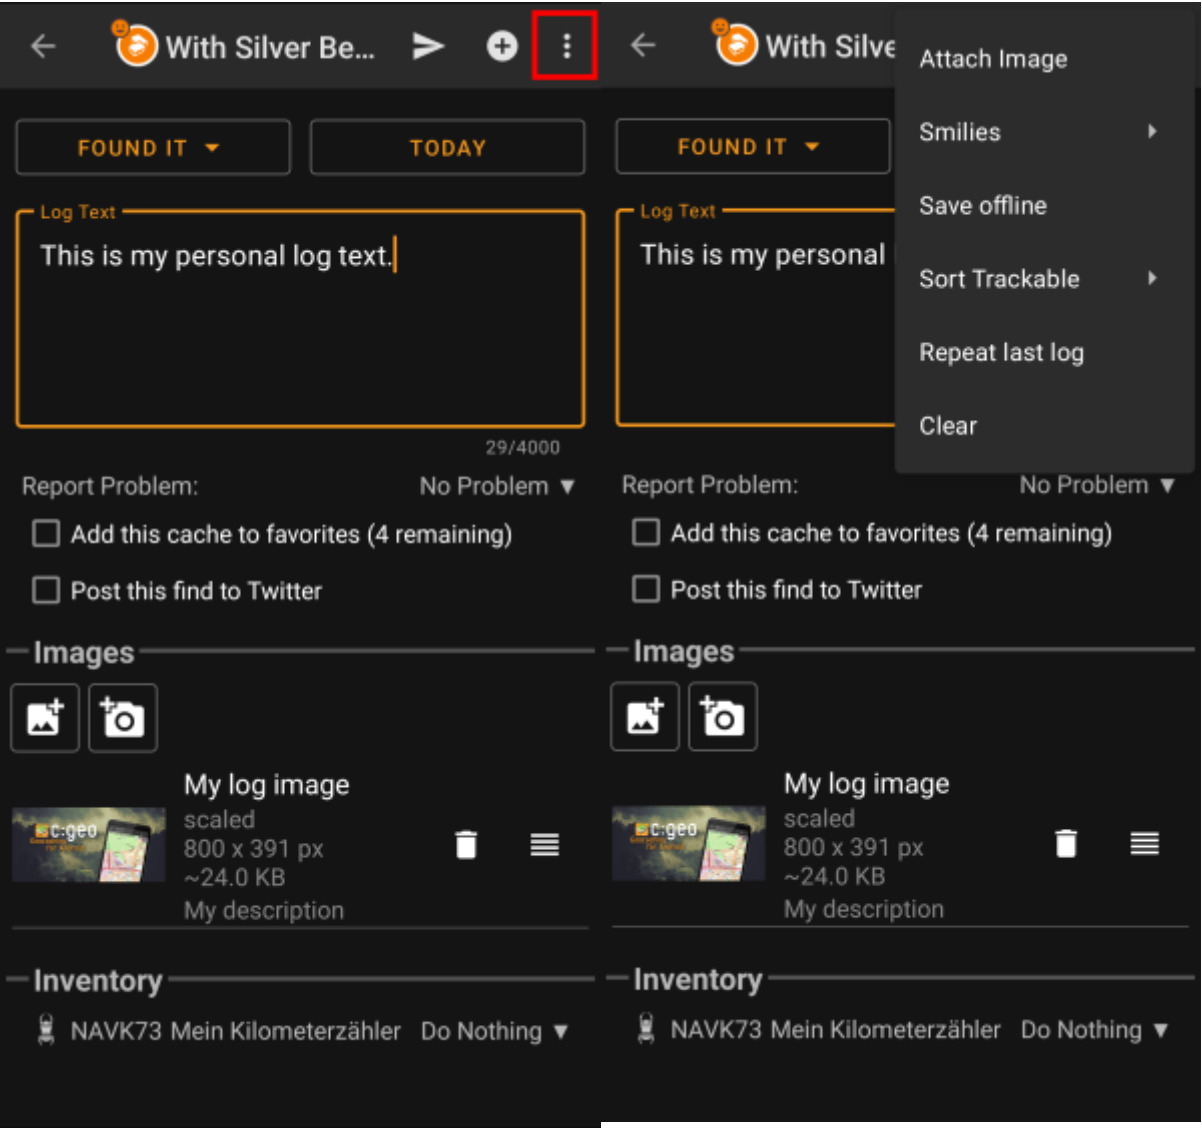 With Silver Be...
FOUND IT
TODAY
Log Text
This is my personal log text.
29/4000
Report Problem:
No Problem ▼
Add this cache to favorites (4 remaining)
Post this find to Twitter
Images
My log image
c:geo
scaled
800 x 391 px
~24.0 KB
My description
Inventory
NAVK73 Mein Kilometerzähler
Do Nothing ▼
With Silve
Attach Image
Smilies
Save offline
Sort Trackable
Repeat last log
Clear
FOUND IT
Log Text
This is my personal
Report Problem:
No Problem ▼
Add this cache to favorites (4 remaining)
Post this find to Twitter
Images
My log image
c:geo
scaled
800 x 391 px
~24.0 KB
My description
Inventory
NAVK73 Mein Kilometerzähler
Do Nothing ▼